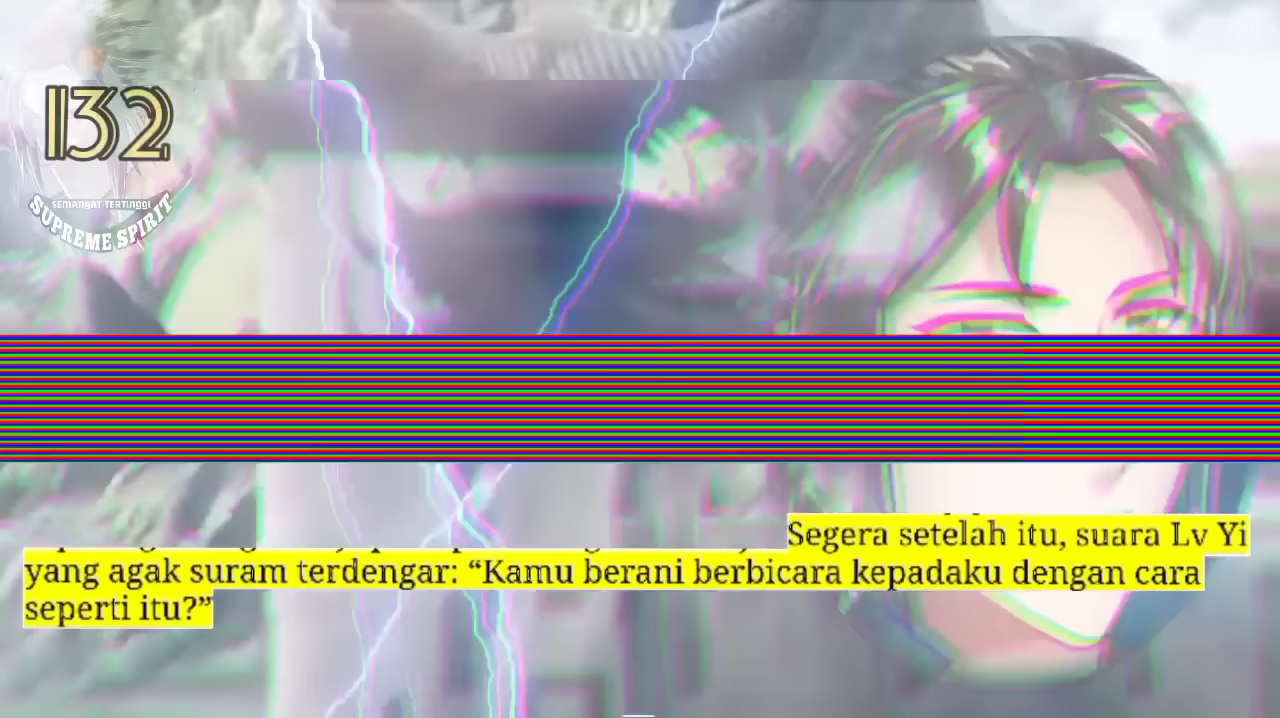 132
SEMANGAT TERTINGGI
SUPREME SPIRIT
Segera setelah itu, suara Lv Yi
yang agak suram terdengar: “Kamu berani berbicara kepadaku dengan cara
seperti itu?”